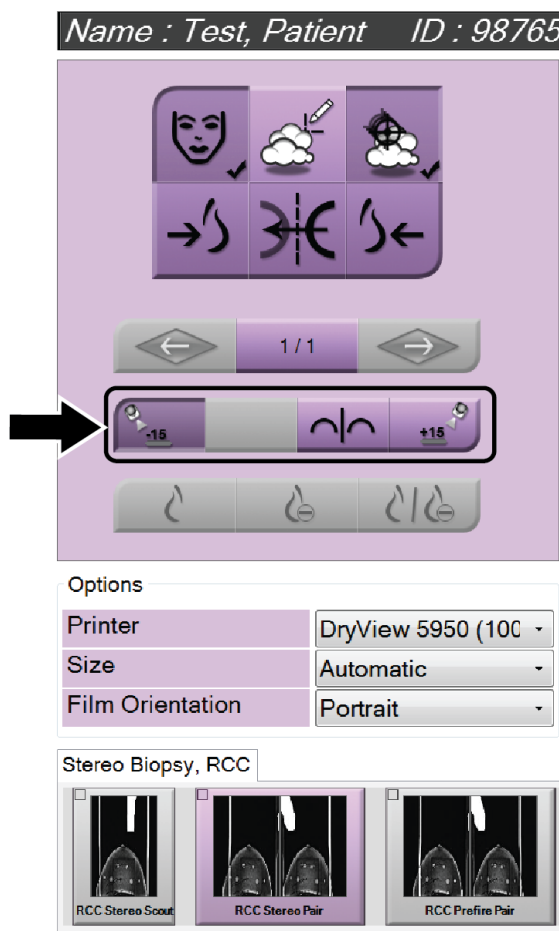 Name : Test, Patient ID : 98765
1 / 1
-15 +15
Options
Printer DryView 5950 (100
Size Automatic
Film Orientation Portrait
Stereo Biopsy, RCC
RCC Stereo Scout RCC Stereo Pair RCC Prefire Pair